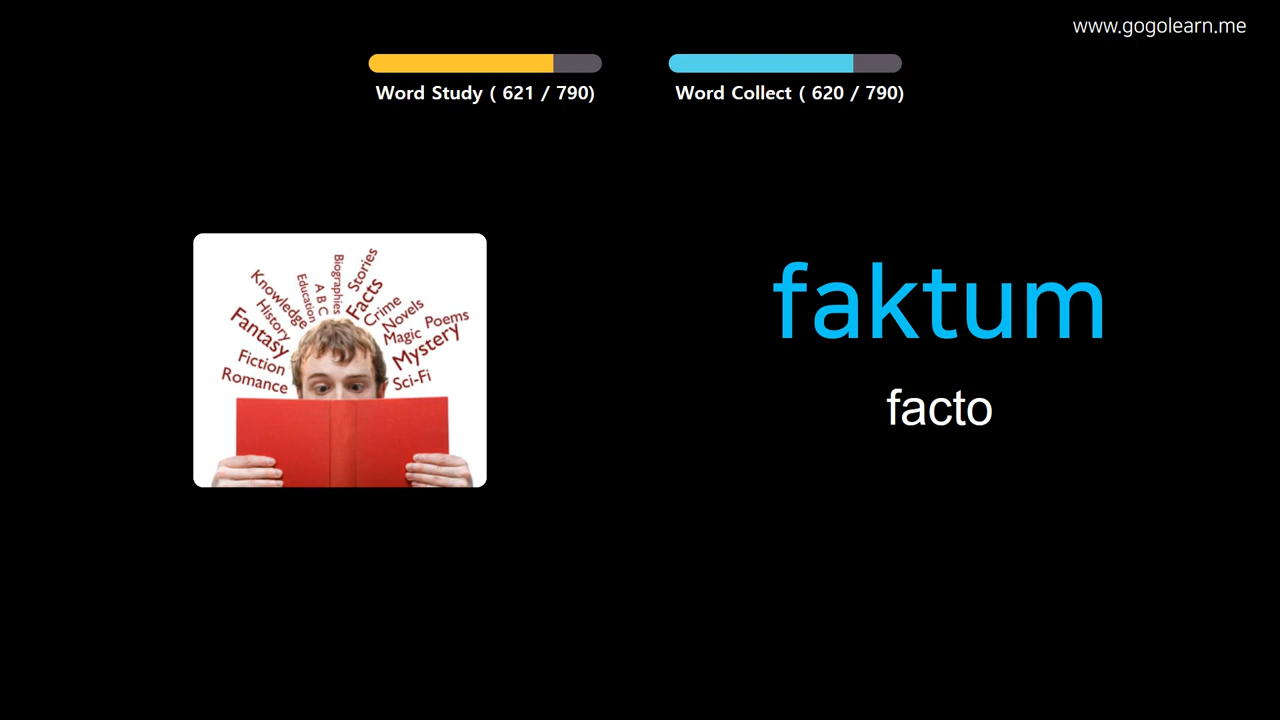 www.gogolearn.me
Word Study ( 621 / 790)
Word Collect ( 620 / 790)
Knowledge
History
Fantasy
Fiction
Romance
Education
A B C
Biographies
Stories
Facts
Crime
Novels
Magic
Poems
Mystery
Sci-Fi
faktum
facto